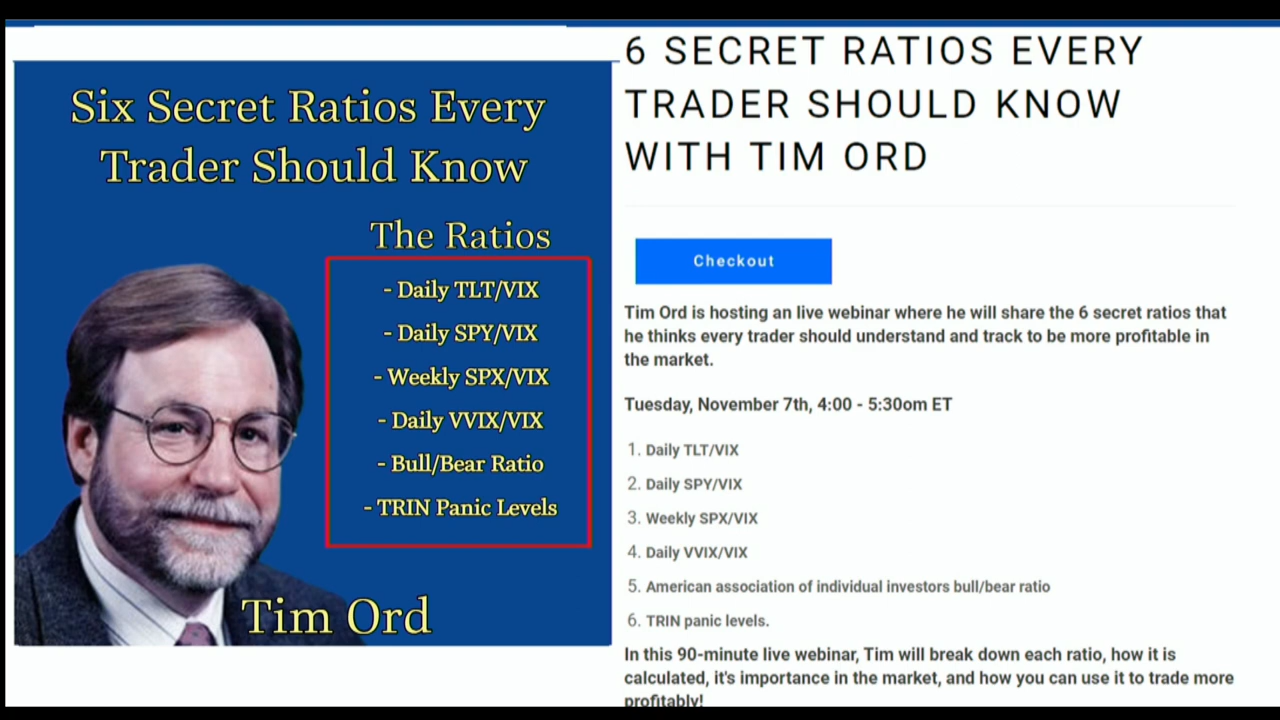 Six Secret Ratios Every
Trader Should Know
The Ratios
- Daily TLT/VIX
- Daily SPY/VIX
- Weekly SPX/VIX
- Daily VVIX/VIX
- Bull/Bear Ratio
- TRIN Panic Levels
Tim Ord
6 SECRET RATIOS EVERY
TRADER SHOULD KNOW
WITH TIM ORD
Checkout
Tim Ord is hosting an live webinar where he will share the 6 secret ratios that
he thinks every trader should understand and track to be more profitable in
the market.
Tuesday, November 7th, 4:00 - 5:30om ET
1. Daily TLT/VIX
2. Daily SPY/VIX
3. Weekly SPX/VIX
4. Daily VVIX/VIX
5. American association of individual investors bull/bear ratio
6. TRIN panic levels.
In this 90-minute live webinar, Tim will break down each ratio, how it is
calculated, it's importance in the market, and how you can use it to trade more
profitably!